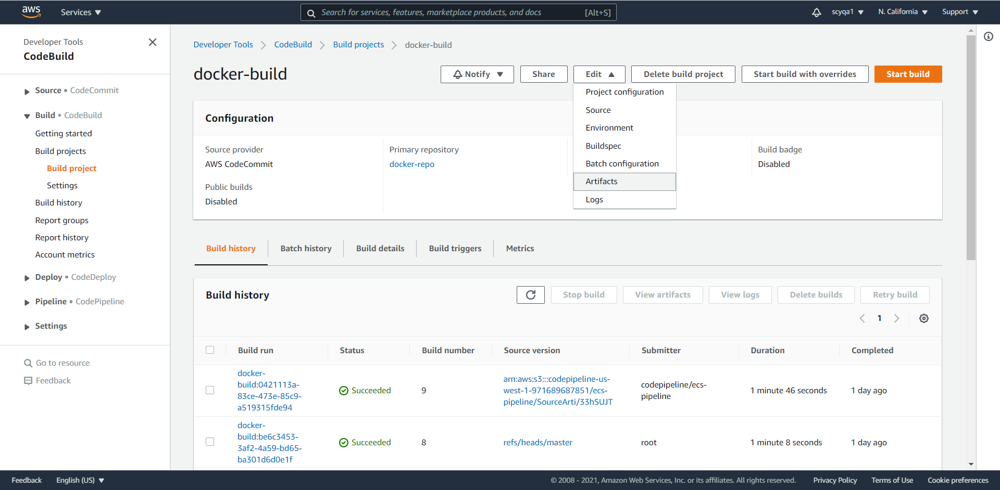 aws
Services
Search for services, features, marketplace products, and docs
[Alt+S]
scyqa1
N. California
Support
Developer Tools
CodeBuild
Source • CodeCommit
Build • CodeBuild
Getting started
Build projects
Build project
Settings
Build history
Report groups
Report history
Account metrics
Deploy • CodeDeploy
Pipeline • CodePipeline
Settings
Go to resource
Feedback
Developer Tools
CodeBuild
Build projects
docker-build
docker-build
Notify
Share
Edit
Delete build project
Start build with overrides
Start build
Project configuration
Source
Environment
Buildspec
Batch configuration
Artifacts
Logs
Configuration
Source provider
AWS CodeCommit
Primary repository
docker-repo
Build badge
Disabled
Public builds
Disabled
Build history
Batch history
Build details
Build triggers
Metrics
Build history
Stop build
View artifacts
View logs
Delete builds
Retry build
1
Build run
Status
Build number
Source version
Submitter
Duration
Completed
docker-
build:0421113a-
83ce-473e-85c9-
a519315fde94
Succeeded
9
arn:aws:s3:::codepipeline-us-
west-1-971689687851/ecs-
pipeline/SourceArti/33hSUJT
codepipeline/ecs-
pipeline
1 minute 46 seconds
1 day ago
docker-
build:be6c3453-
3af2-4a59-bd65-
ba301d6d0e1f
Succeeded
8
refs/heads/master
root
1 minute 8 seconds
1 day ago
Feedback
English (US)
© 2008 - 2021, Amazon Web Services, Inc. or its affiliates. All rights reserved.
Privacy Policy
Terms of Use
Cookie preferences